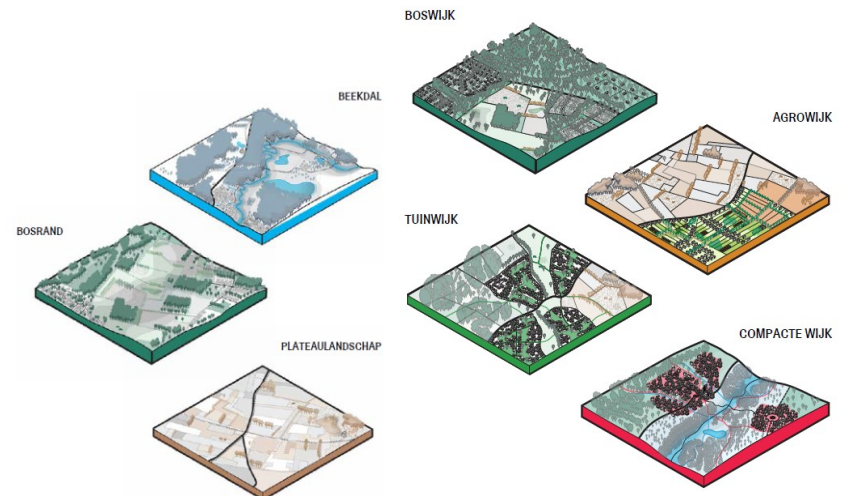 BOSWIJK
BEEKDAL
AGROWIJK
TUINWIJK
BOSRAND
COMPACTE WIJK
PLATEAULANDSCHAP